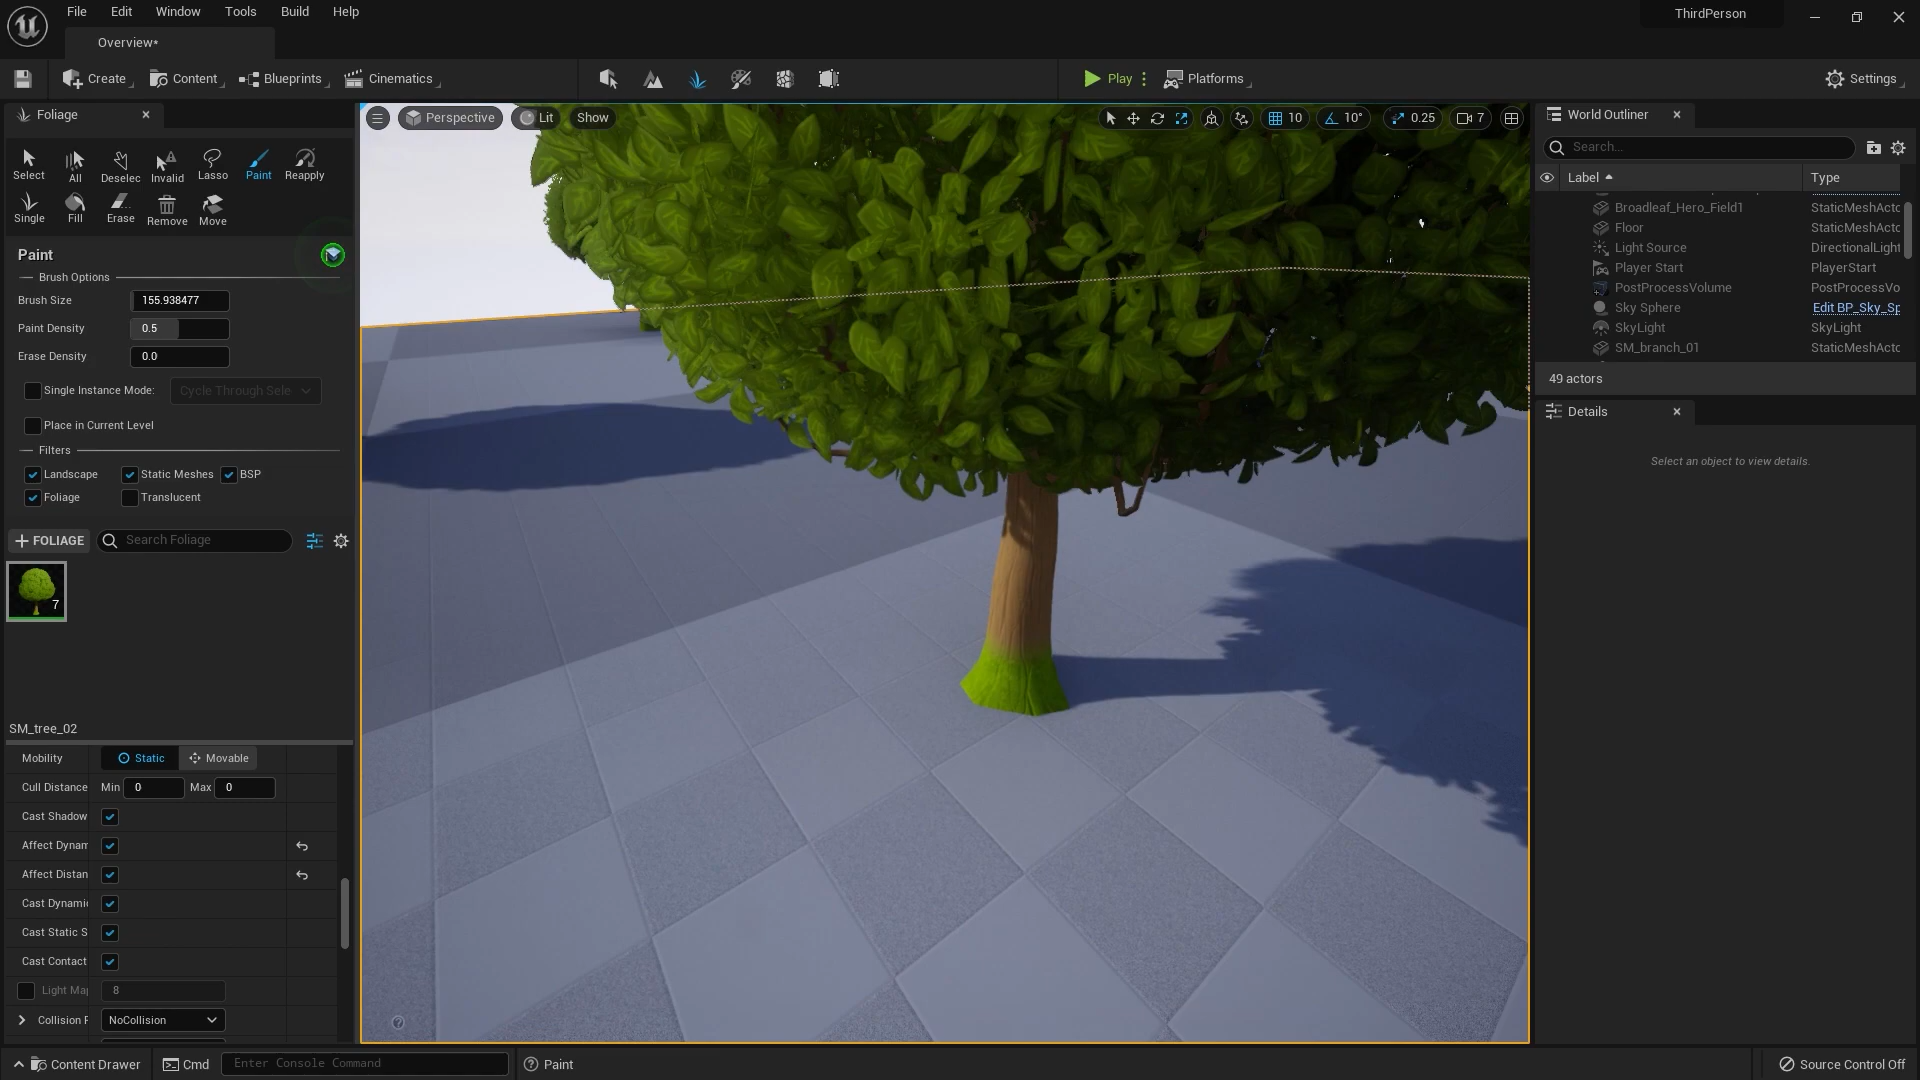 File Edit Window Tools Build Help
ThirdPerson
Overview*
Create Content Blueprints Cinematics Play Platforms Settings
Foliage
Select All Deselec Invalid Lasso Paint Reapply
Single Fill Erase Remove Move
Paint
Brush Options
Brush Size 155.938477
Paint Density 0.5
Erase Density 0.0
Single Instance Mode: Cycle Through Sele
Place in Current Level
Filters
Landscape Static Meshes BSP
Foliage Translucent
FOLIAGE Search Foliage
7
SM_tree_02
Mobility Static Movable
Cull Distance Min 0 Max 0
Cast Shadow
Affect Dynam
Affect Distan
Cast Dynami
Cast Static S
Cast Contact
Light Ma 8
Collision P NoCollision
Perspective Lit Show 10 10° 0.25 7
World Outliner
Search...
Label Type
Broadleaf_Hero_Field1 StaticMeshActo
Floor StaticMeshActo
Light Source DirectionalLight
Player Start PlayerStart
PostProcessVolume PostProcessVo
Sky Sphere Edit BP_Sky_Sp
SkyLight SkyLight
SM_branch_01 StaticMeshActo
49 actors
Details
Select an object to view details.
Content Drawer Cmd Enter Console Command Paint Source Control Off